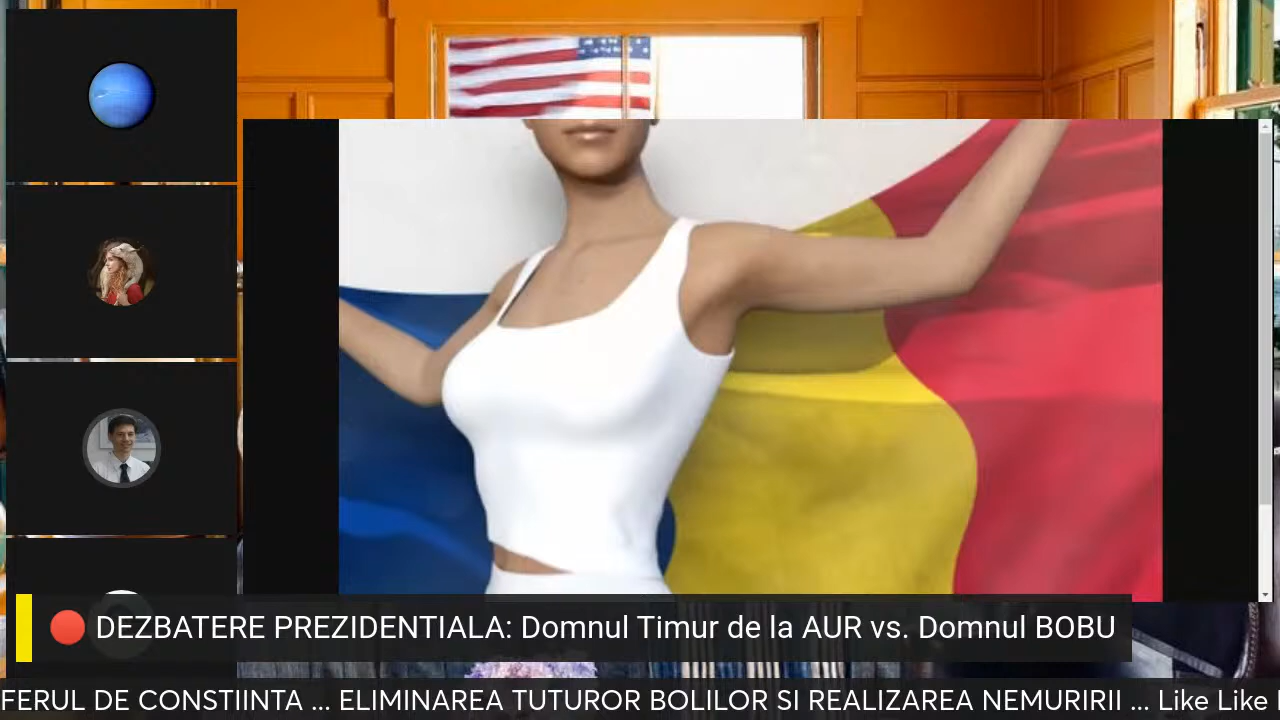 DEZBATERE PREZIDENTIALA: Domnul Timur de la AUR vs. Domnul BOBU
FERUL DE CONSTIINTA ... ELIMINAREA TUTUROR BOLILOR SI REALIZAREA NEMURIRII ... Like Like